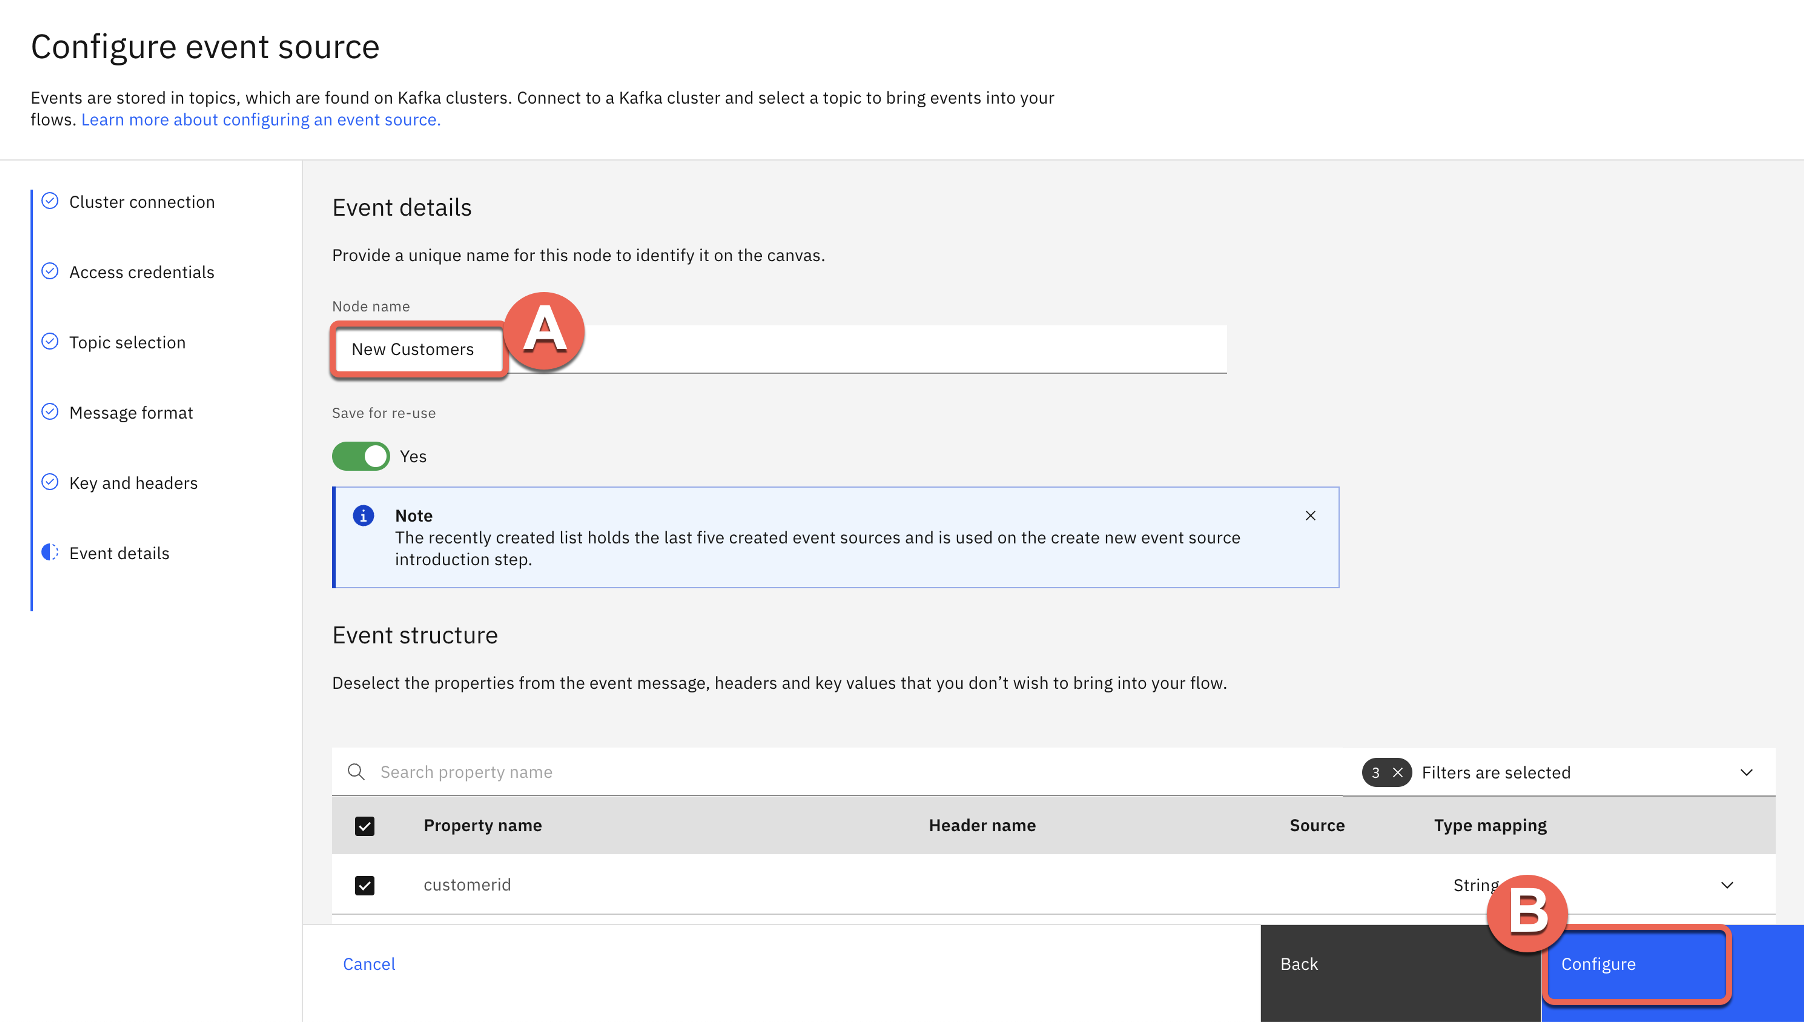 Configure event source
Events are stored in topics, which are found on Kafka clusters. Connect to a Kafka cluster and select a topic to bring events into your
flows. Learn more about configuring an event source.
Cluster connection
Access credentials
Topic selection
Message format
Key and headers
Event details
Event details
Provide a unique name for this node to identify it on the canvas.
Node name
New Customers
A
Save for re-use
Yes
Note
The recently created list holds the last five created event sources and is used on the create new event source
introduction step.
Event structure
Deselect the properties from the event message, headers and key values that you don’t wish to bring into your flow.
Search property name
3
Filters are selected
Property name
Header name
Source
Type mapping
customerid
String
B
Cancel
Back
Configure